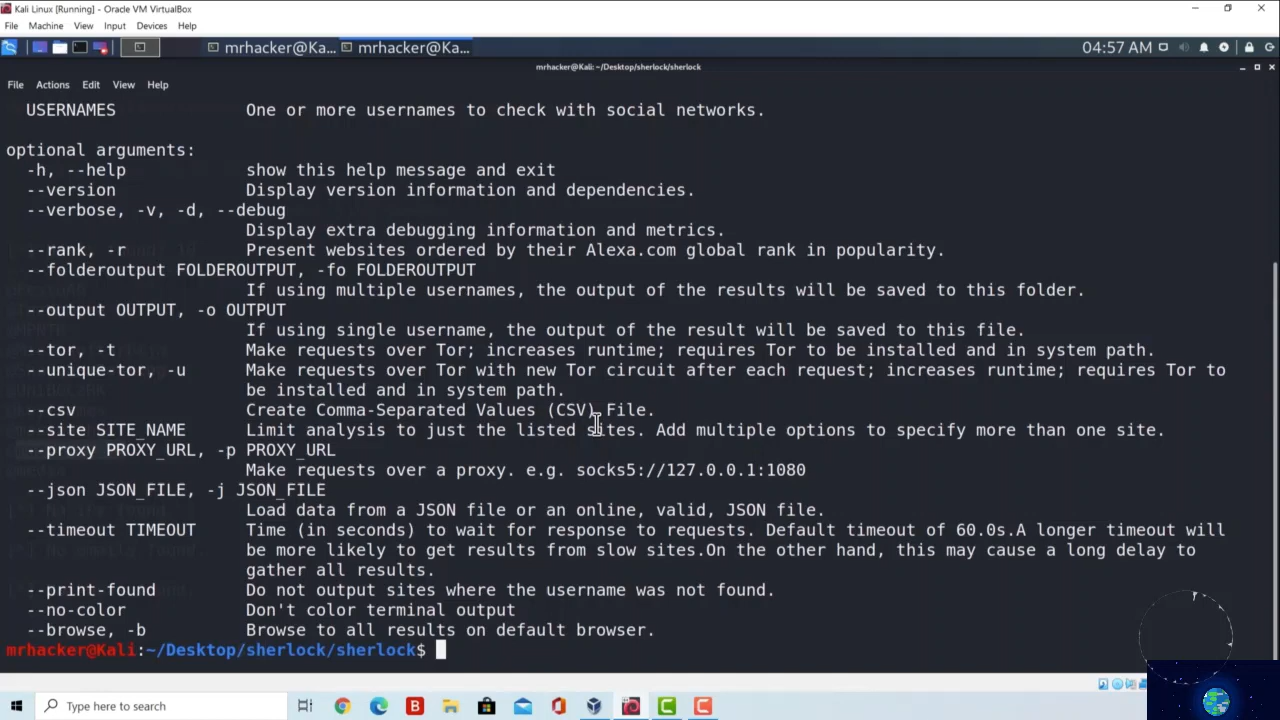 Kali Linux [Running] - Oracle VM VirtualBox
File Machine View Input Devices Help
mrhacker@Ka... mrhacker@Ka... 04:57 AM
mrhacker@Kali: ~/Desktop/sherlock/sherlock
File Actions Edit View Help
USERNAMES One or more usernames to check with social networks.
optional arguments:
-h, --help show this help message and exit
--version Display version information and dependencies.
--verbose, -v, -d, --debug
Display extra debugging information and metrics.
--rank, -r Present websites ordered by their Alexa.com global rank in popularity.
--folderoutput FOLDEROUTPUT, -fo FOLDEROUTPUT
If using multiple usernames, the output of the results will be saved to this folder.
--output OUTPUT, -o OUTPUT
If using single username, the output of the result will be saved to this file.
--tor, -t Make requests over Tor; increases runtime; requires Tor to be installed and in system path.
--unique-tor, -u Make requests over Tor with new Tor circuit after each request; increases runtime; requires Tor to
be installed and in system path.
--csv Create Comma-Separated Values (CSV) File.
--site SITE_NAME Limit analysis to just the listed sites. Add multiple options to specify more than one site.
--proxy PROXY_URL, -p PROXY_URL
Make requests over a proxy. e.g. socks5://127.0.0.1:1080
--json JSON_FILE, -j JSON_FILE
Load data from a JSON file or an online, valid, JSON file.
--timeout TIMEOUT Time (in seconds) to wait for response to requests. Default timeout of 60.0s.A longer timeout will
be more likely to get results from slow sites.On the other hand, this may cause a long delay to
gather all results.
--print-found Do not output sites where the username was not found.
--no-color Don't color terminal output
--browse, -b Browse to all results on default browser.
mrhacker@Kali:~/Desktop/sherlock/sherlock$
Type here to search